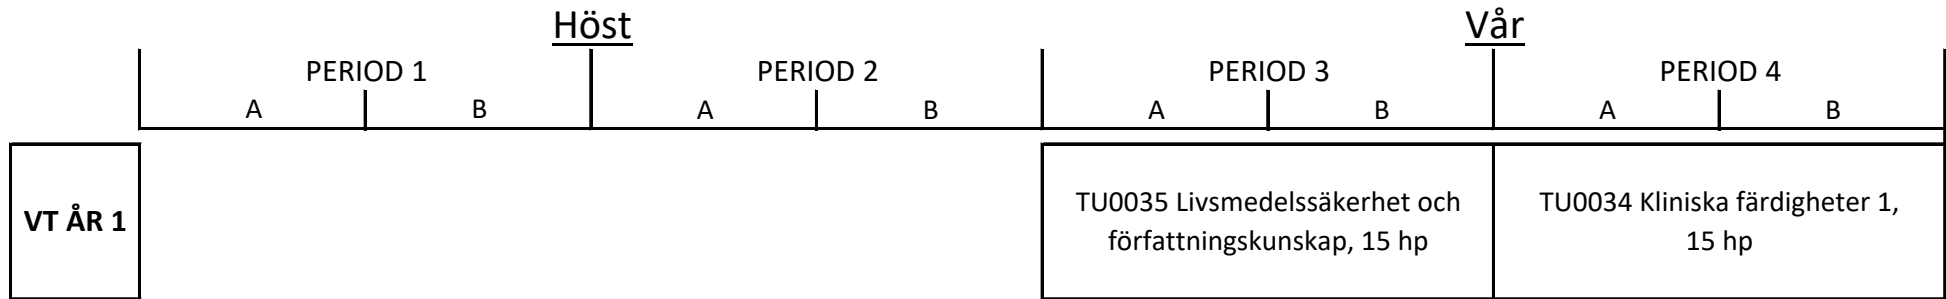 Höst Vår
PERIOD 1 PERIOD 2 PERIOD 3 PERIOD 4
A B A B A B A B
VT ÅR 1
TU0035 Livsmedelssäkerhet och
författningskunskap, 15 hp
TU0034 Kliniska färdigheter 1,
15 hp